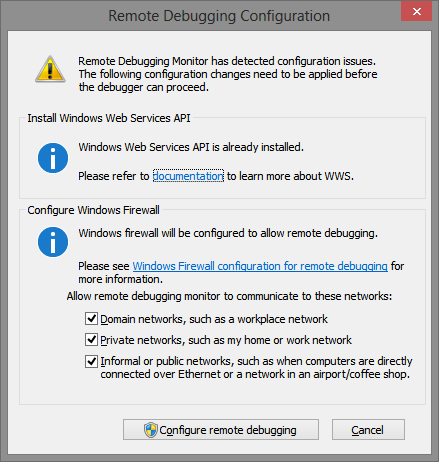 Remote Debugging Configuration
Remote Debugging Monitor has detected configuration issues.
The following configuration changes need to be applied before
the debugger can proceed.
Install Windows Web Services API
Windows Web Services API is already installed.
Please refer to documentation to learn more about WWS.
Configure Windows Firewall
Windows firewall will be configured to allow remote debugging.
Please see Windows Firewall configuration for remote debugging for
more information.
Allow remote debugging monitor to communicate to these networks:
Domain networks, such as a workplace network
Private networks, such as my home or work network
Informal or public networks, such as when computers are directly
connected over Ethernet or a network in an airport/coffee shop.
Configure remote debugging
Cancel